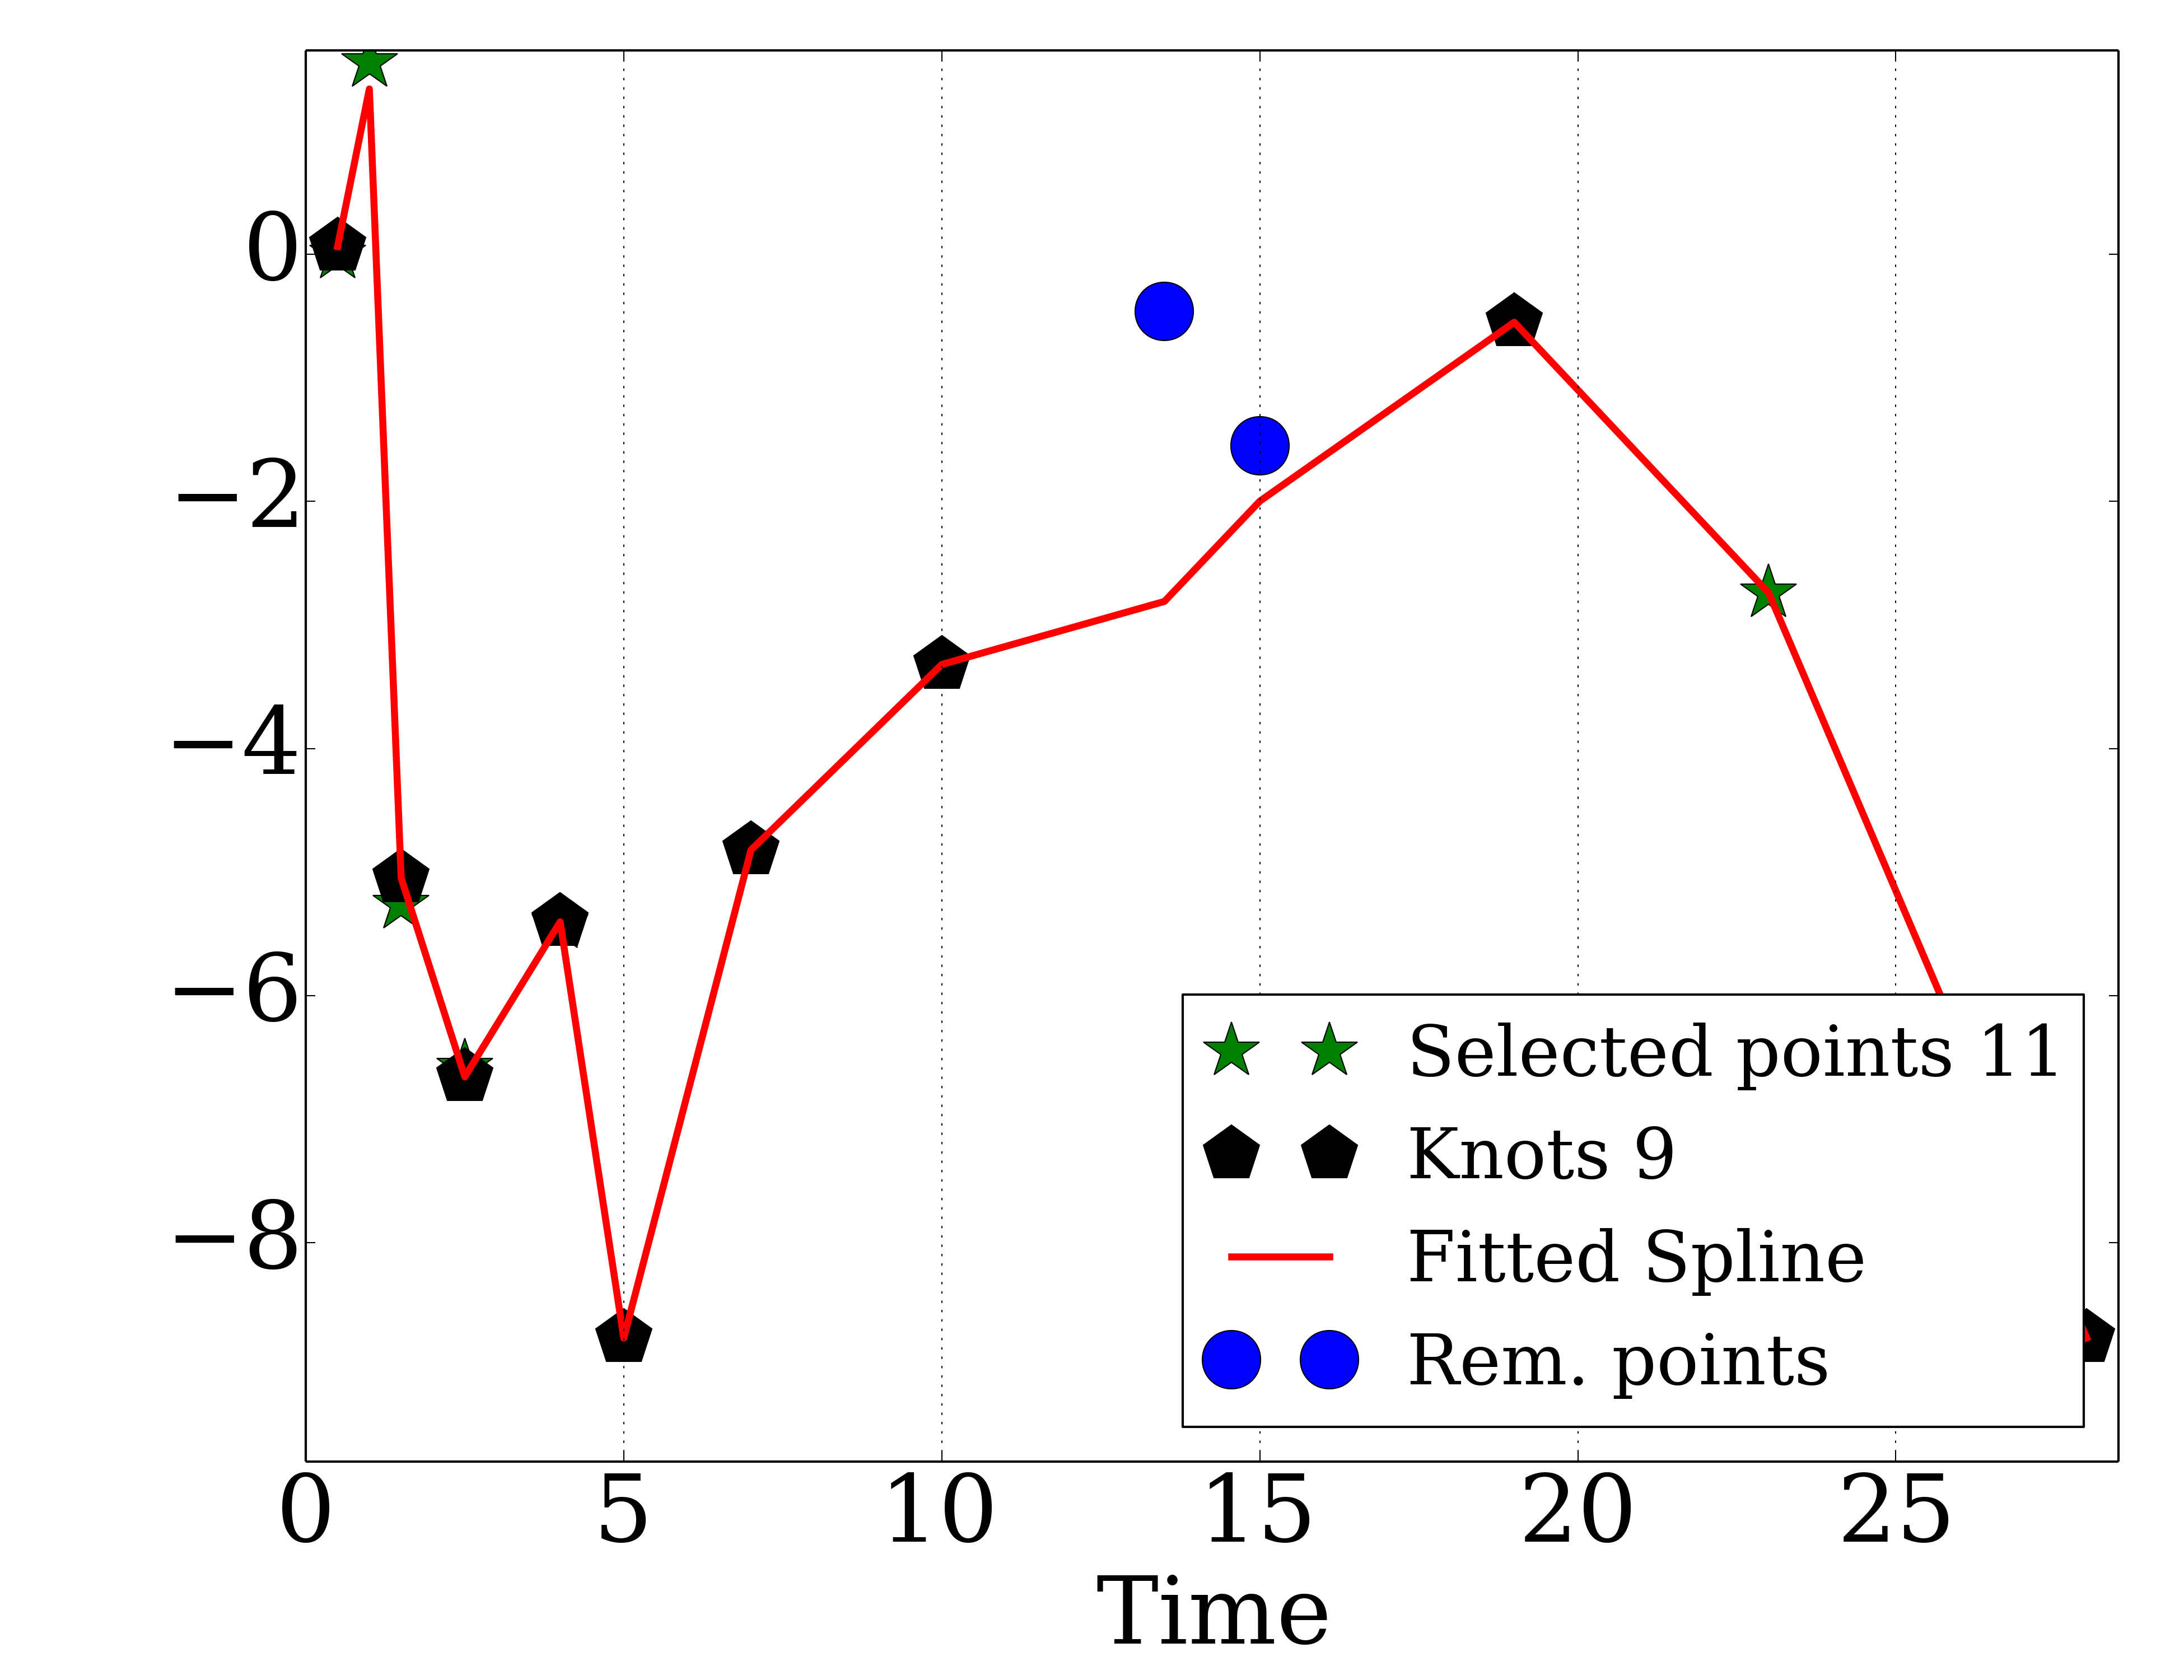 0
−2
−4
−6
−8
Selected points 11
Knots 9
Fitted Spline
Rem. points
0 5 10 15 20 25
Time